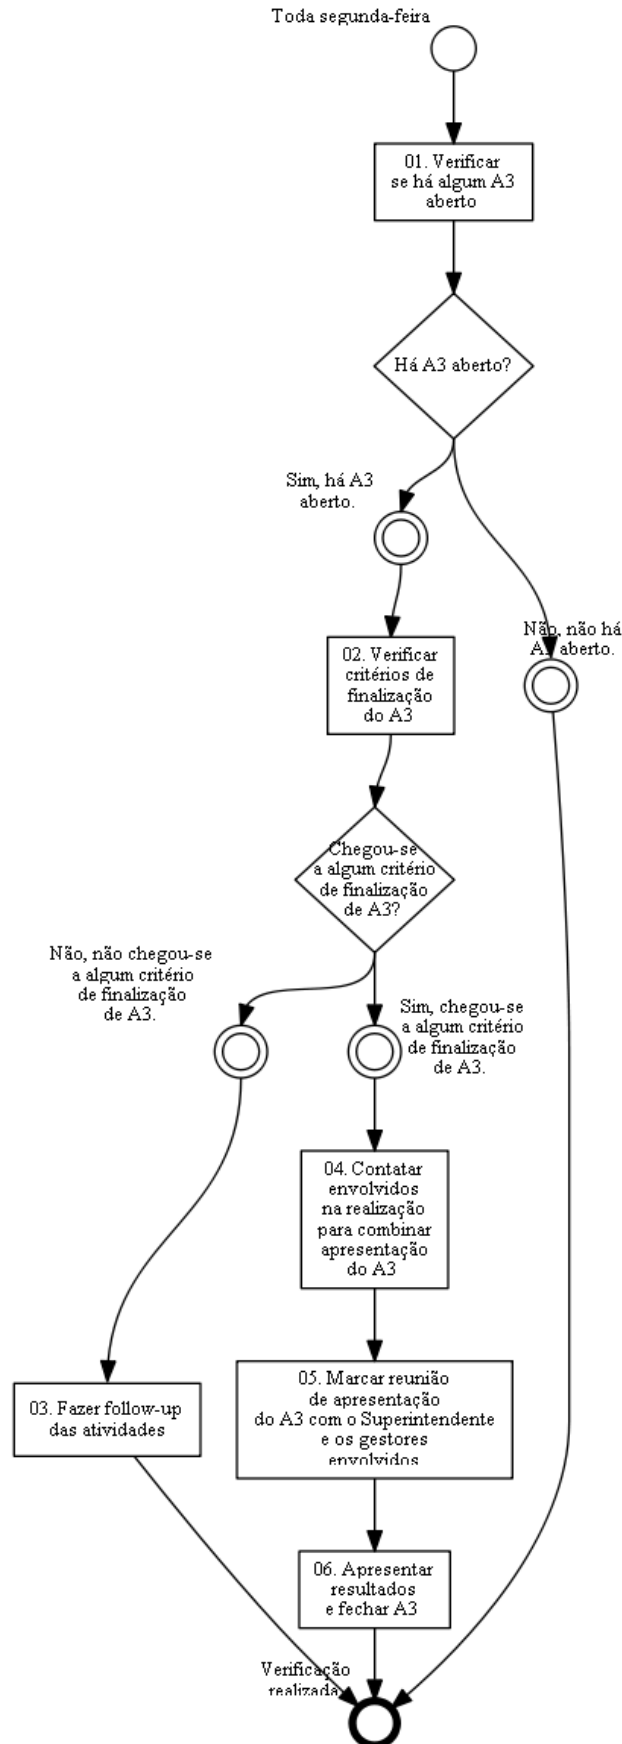 Toda segunda-feira
01. Verificar
se há algum A3
aberto
Há A3 aberto?
Sim, há A3
aberto.
Não, não há
A3 aberto.
02. Verificar
critérios de
finalização
do A3
Chegou-se
a algum critério
de finalização
de A3?
Não, não chegou-se
a algum critério
de finalização
de A3.
Sim, chegou-se
a algum critério
de finalização
de A3.
04. Contatar
envolvidos
na realização
para combinar
apresentação
do A3
03. Fazer follow-up
das atividades
05. Marcar reunião
de apresentação
do A3 com o Superintendente
e os gestores
envolvidos
06. Apresentar
resultados
e fechar A3
Verificação
realizada